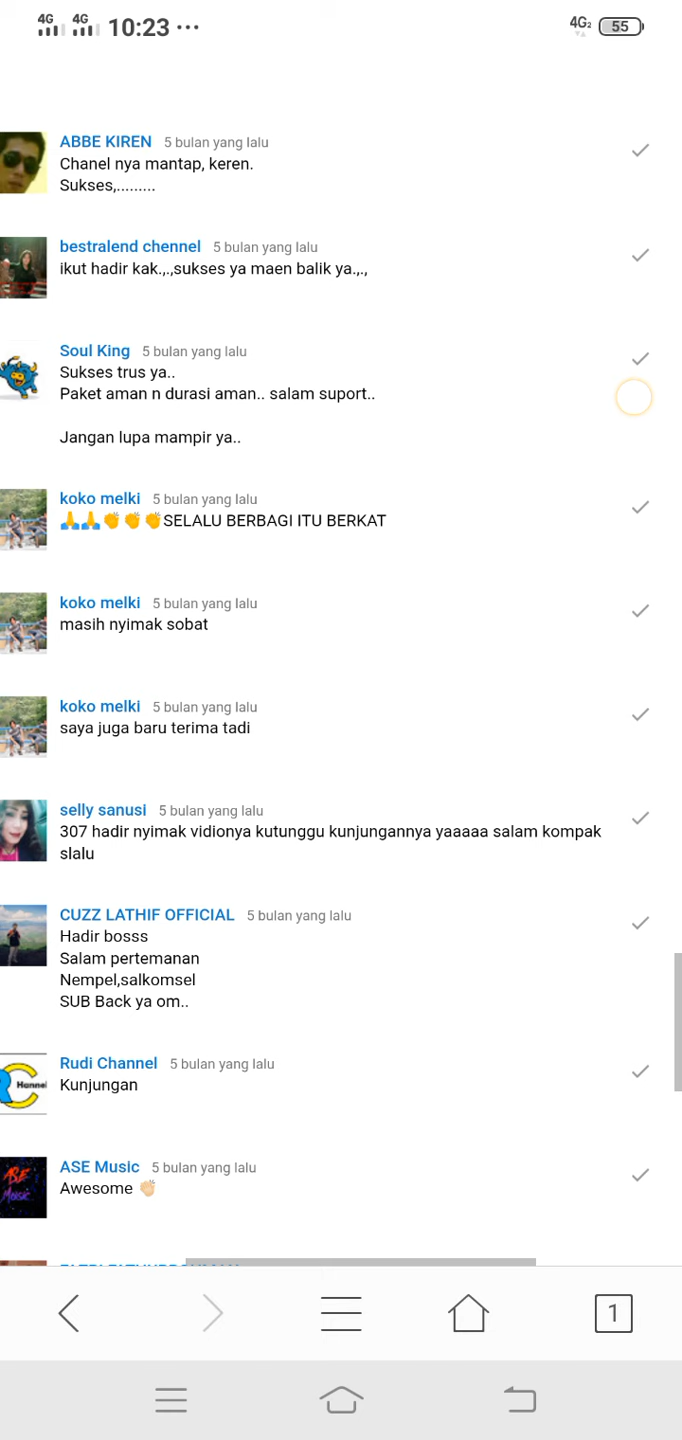 4G 4G 10:23 ... 4G2 55
ABBE KIREN 5 bulan yang lalu
Chanel nya mantap, keren.
Sukses,.........
bestralend chennel 5 bulan yang lalu
ikut hadir kak.,.,sukses ya maen balik ya.,.,
Soul King 5 bulan yang lalu
Sukses trus ya..
Paket aman n durasi aman.. salam suport..
Jangan lupa mampir ya..
koko melki 5 bulan yang lalu
🙏🙏👏👏👏SELALU BERBAGI ITU BERKAT
koko melki 5 bulan yang lalu
masih nyimak sobat
koko melki 5 bulan yang lalu
saya juga baru terima tadi
selly sanusi 5 bulan yang lalu
307 hadir nyimak vidionya kutunggu kunjungannya yaaaaa salam kompak
slalu
CUZZ LATHIF OFFICIAL 5 bulan yang lalu
Hadir bosss
Salam pertemanan
Nempel,salkomsel
SUB Back ya om..
Rudi Channel 5 bulan yang lalu
Hannel
Kunjungan
ASE Music 5 bulan yang lalu
Awesome 👏🏻
1